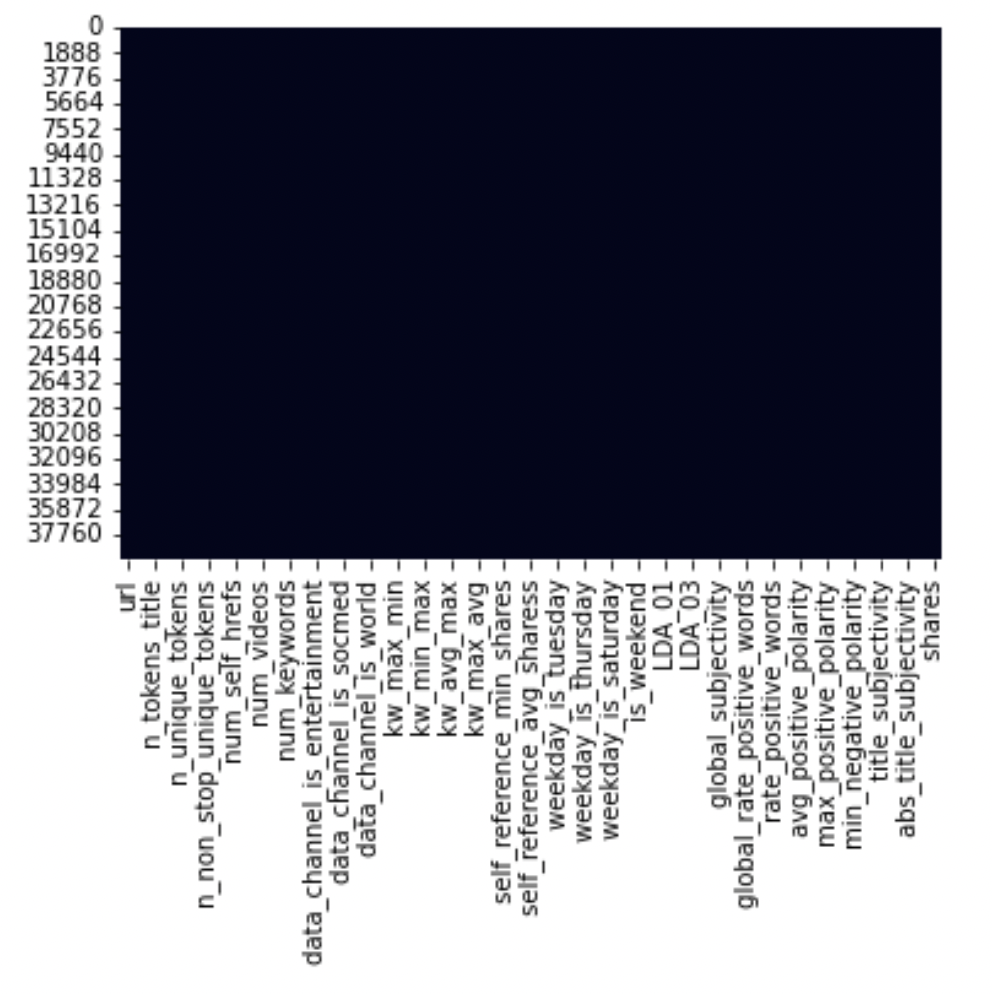 0
1888
3776
5664
7552
9440
11328
13216
15104
16992
18880
20768
22656
24544
26432
28320
30208
32096
33984
35872
37760
url
n_tokens_title
n_unique_tokens
n_non_stop_unique_tokens
num_self_hrefs
num_videos
num_keywords
data_channel_is_entertainment
data_channel_is_socmed
data_channel_is_world
kw_max_min
kw_min_max
kw_avg_max
kw_max_avg
self_reference_min_shares
self_reference_avg_sharess
weekday_is_tuesday
weekday_is_thursday
weekday_is_saturday
is_weekend
LDA_01
LDA_03
global_subjectivity
global_rate_positive_words
rate_positive_words
avg_positive_polarity
max_positive_polarity
min_negative_polarity
title_subjectivity
abs_title_subjectivity
shares